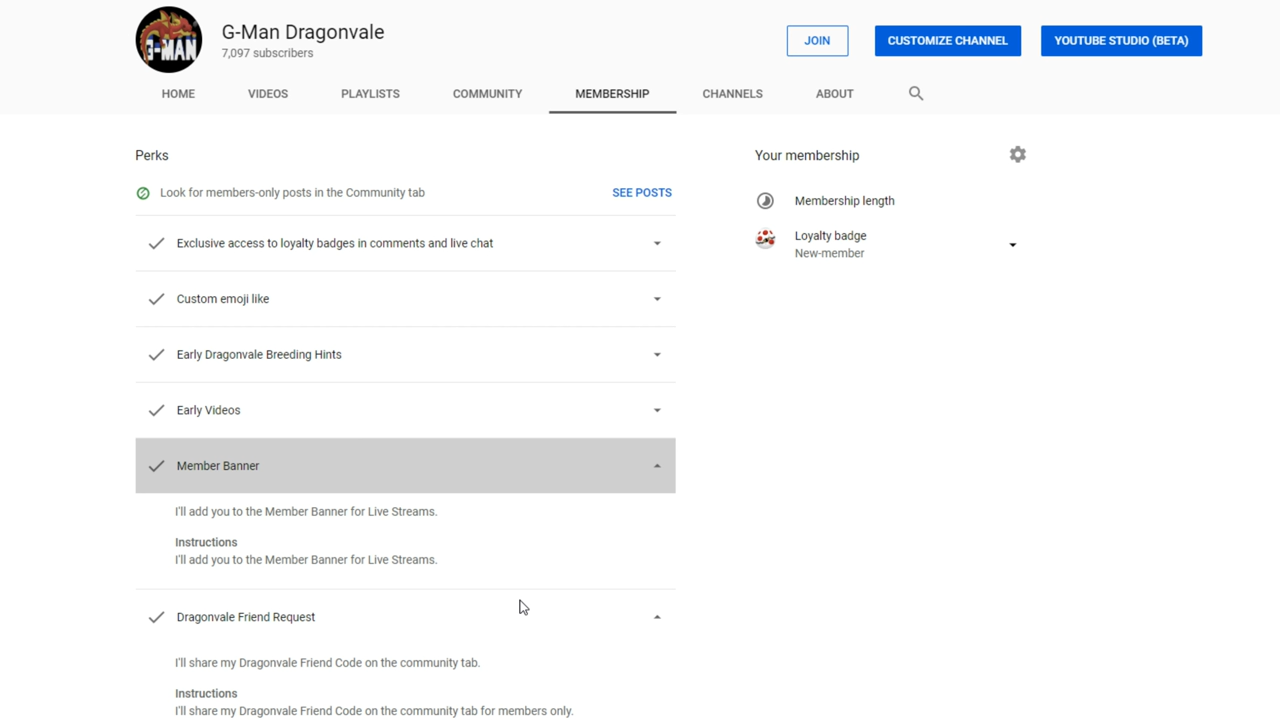 G-MAN
G-Man Dragonvale
7,097 subscribers
JOIN
CUSTOMIZE CHANNEL
YOUTUBE STUDIO (BETA)
HOME
VIDEOS
PLAYLISTS
COMMUNITY
MEMBERSHIP
CHANNELS
ABOUT
Perks
Look for members-only posts in the Community tab
SEE POSTS
Exclusive access to loyalty badges in comments and live chat
Custom emoji like
Early Dragonvale Breeding Hints
Early Videos
Member Banner
I'll add you to the Member Banner for Live Streams.
Instructions
I'll add you to the Member Banner for Live Streams.
Dragonvale Friend Request
I'll share my Dragonvale Friend Code on the community tab.
Instructions
I'll share my Dragonvale Friend Code on the community tab for members only.
Your membership
Membership length
Loyalty badge
New-member